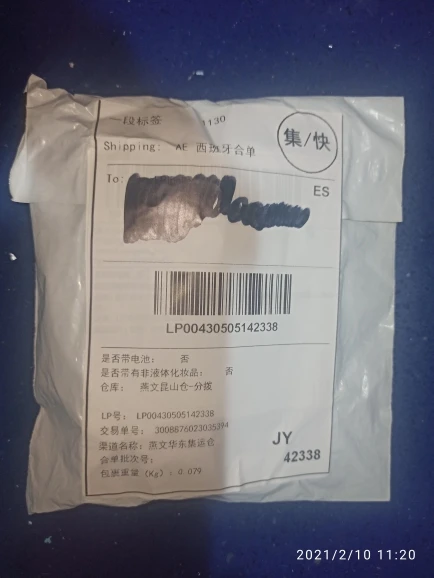 一段标签 1130
集/快
Shipping: AE 西班牙合单
To:
ES
LP00430505142338
是否带电池: 否
是否带有非液体化妆品: 否
仓库: 燕文昆山仓-分拨
LP号: LP00430505142338
交易单号: 3008876023035394
渠道名称: 燕文华东集运仓
合单批次号:
包裹重量(Kg): 0.079
JY
42338
2021/2/10 11:20